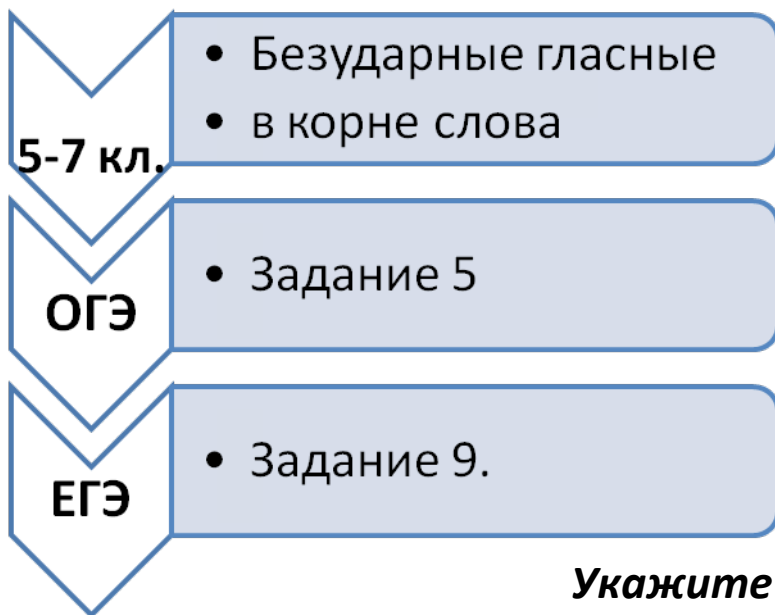 • Безударные гласные
• в корне слова
5-7 кл.
• Задание 5
ОГЭ
• Задание 9.
ЕГЭ
Укажите